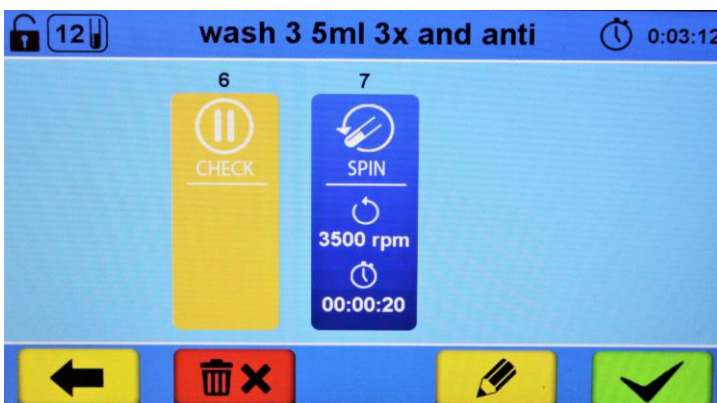 12
wash 3 5ml 3x and anti
0:03:12
6
7
CHECK
SPIN
3500 rpm
00:00:20